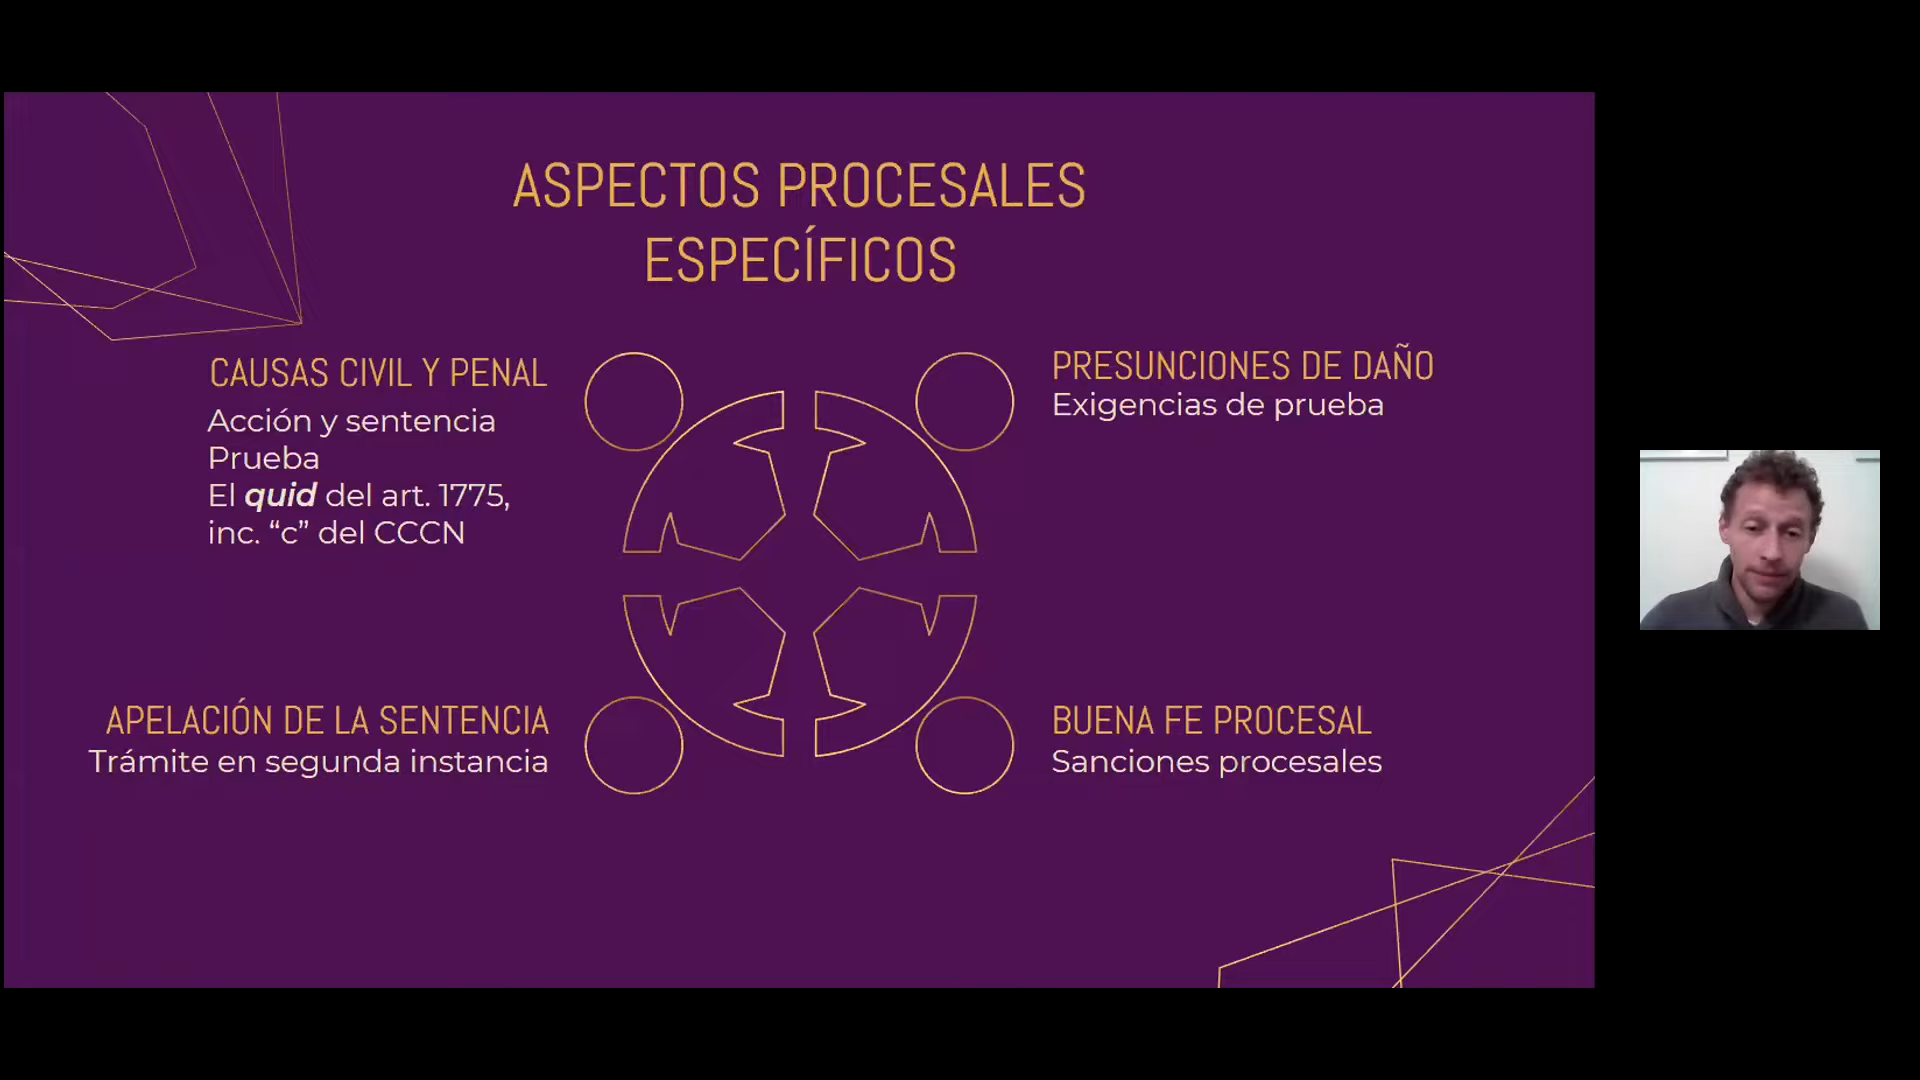 ASPECTOS PROCESALES
ESPECÍFICOS
CAUSAS CIVIL Y PENAL
Acción y sentencia
Prueba
El quid del art. 1775,
inc. “c” del CCCN
PRESUNCIONES DE DAÑO
Exigencias de prueba
APELACIÓN DE LA SENTENCIA
Trámite en segunda instancia
BUENA FE PROCESAL
Sanciones procesales